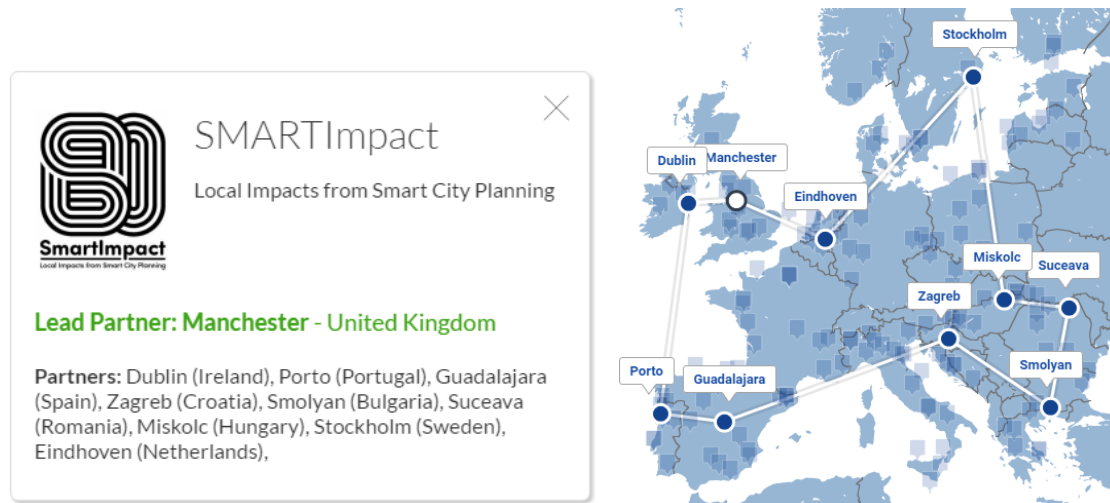 SMARTImpact
Local Impacts from Smart City Planning
SmartImpact
Local Impacts from Smart City Planning
Lead Partner: Manchester - United Kingdom
Partners: Dublin (Ireland), Porto (Portugal), Guadalajara
(Spain), Zagreb (Croatia), Smolyan (Bulgaria), Suceava
(Romania), Miskolc (Hungary), Stockholm (Sweden),
Eindhoven (Netherlands),
Stockholm
Dublin
Manchester
Eindhoven
Miskolc
Suceava
Zagreb
Smolyan
Porto
Guadalajara